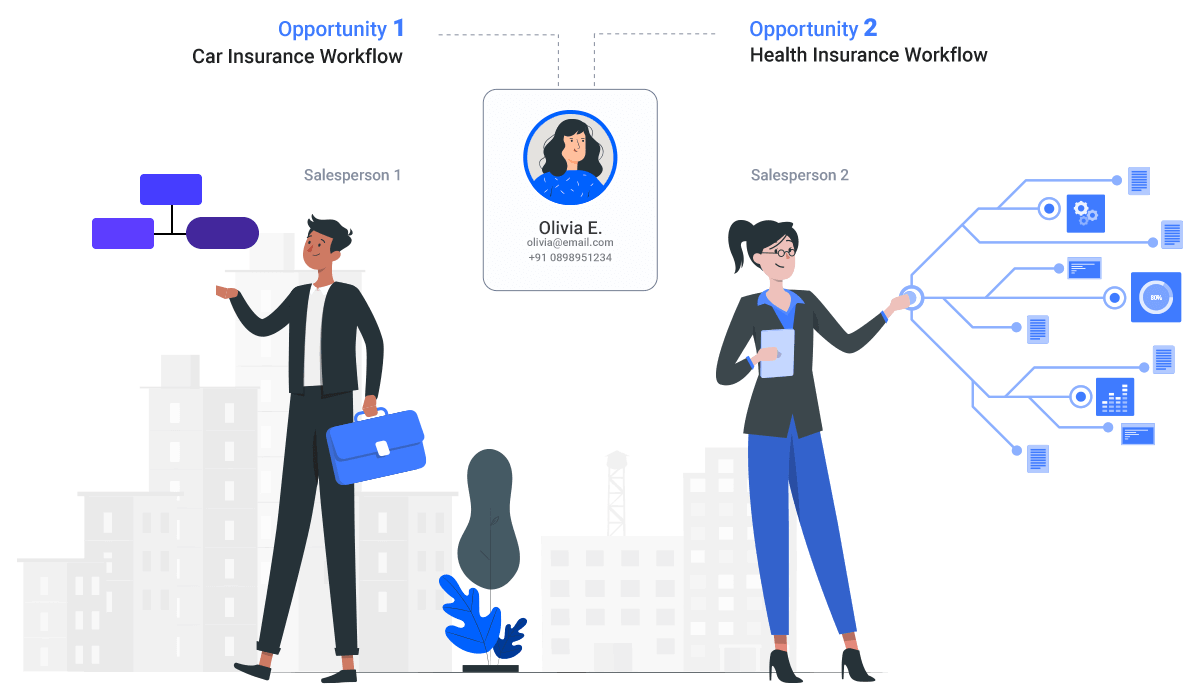 Opportunity 1
Car Insurance Workflow
Opportunity 2
Health Insurance Workflow
Salesperson 1
Salesperson 2
Olivia E.
olivia@email.com
+91 0898951234
80%